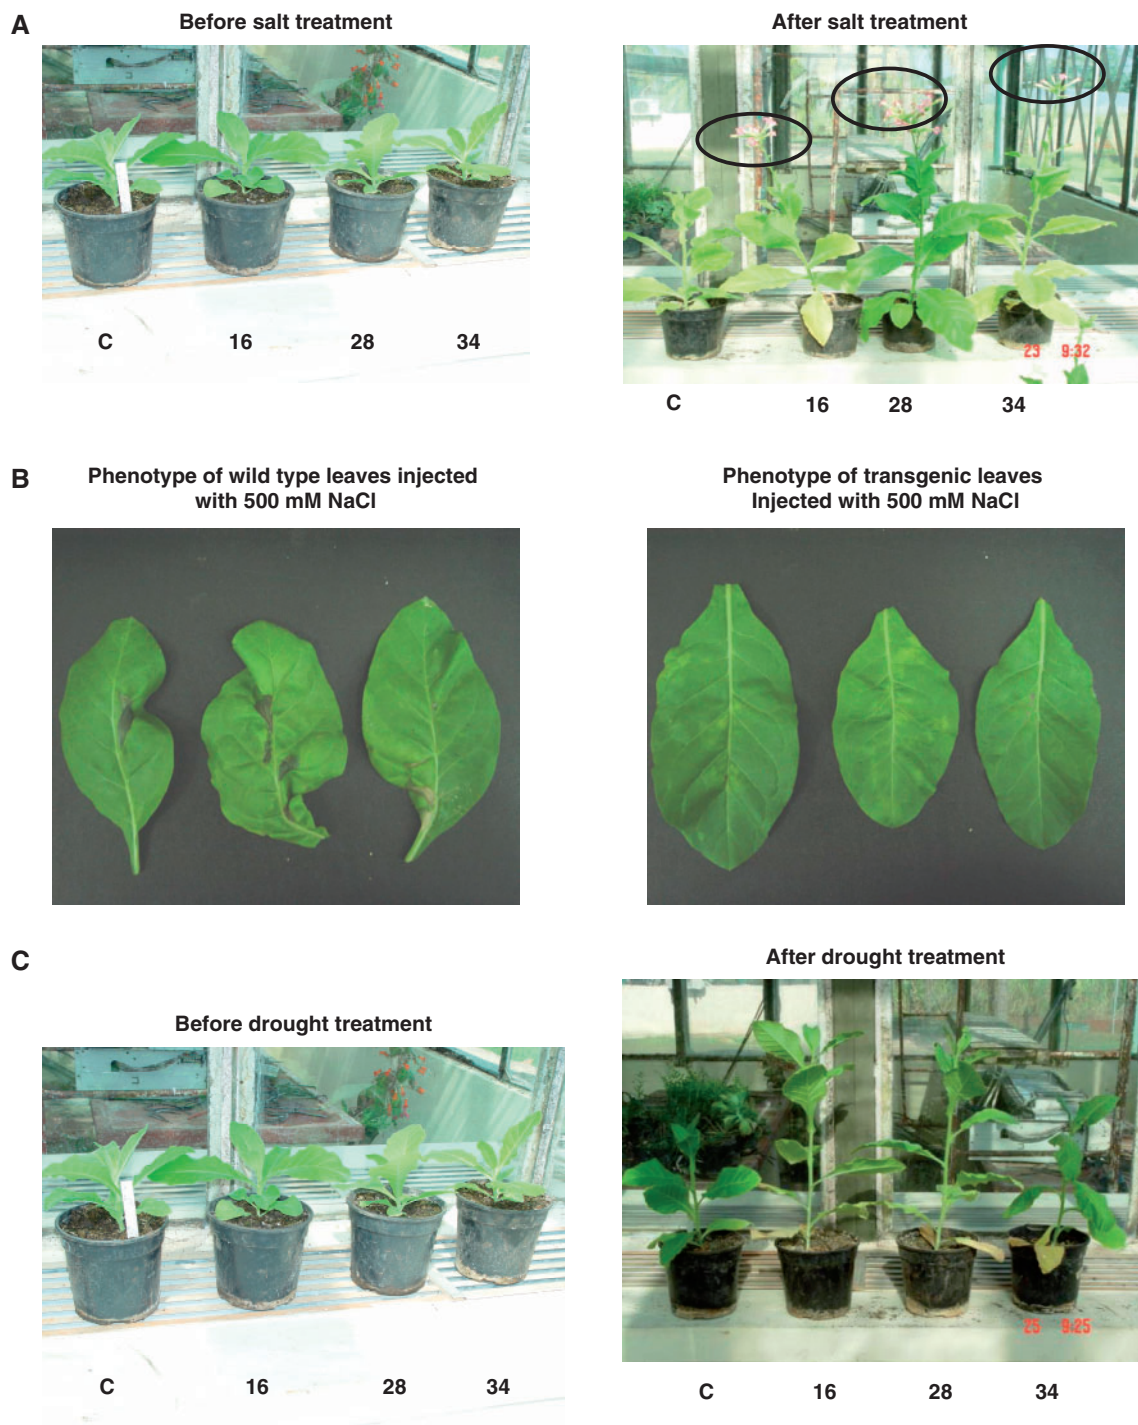 A
Before salt treatment
After salt treatment
C 16 28 34
23 9:32
C 16 28 34
B
Phenotype of wild type leaves injected
with 500 mM NaCl
Phenotype of transgenic leaves
Injected with 500 mM NaCl
C
Before drought treatment
After drought treatment
25 9:25
C 16 28 34
C 16 28 34